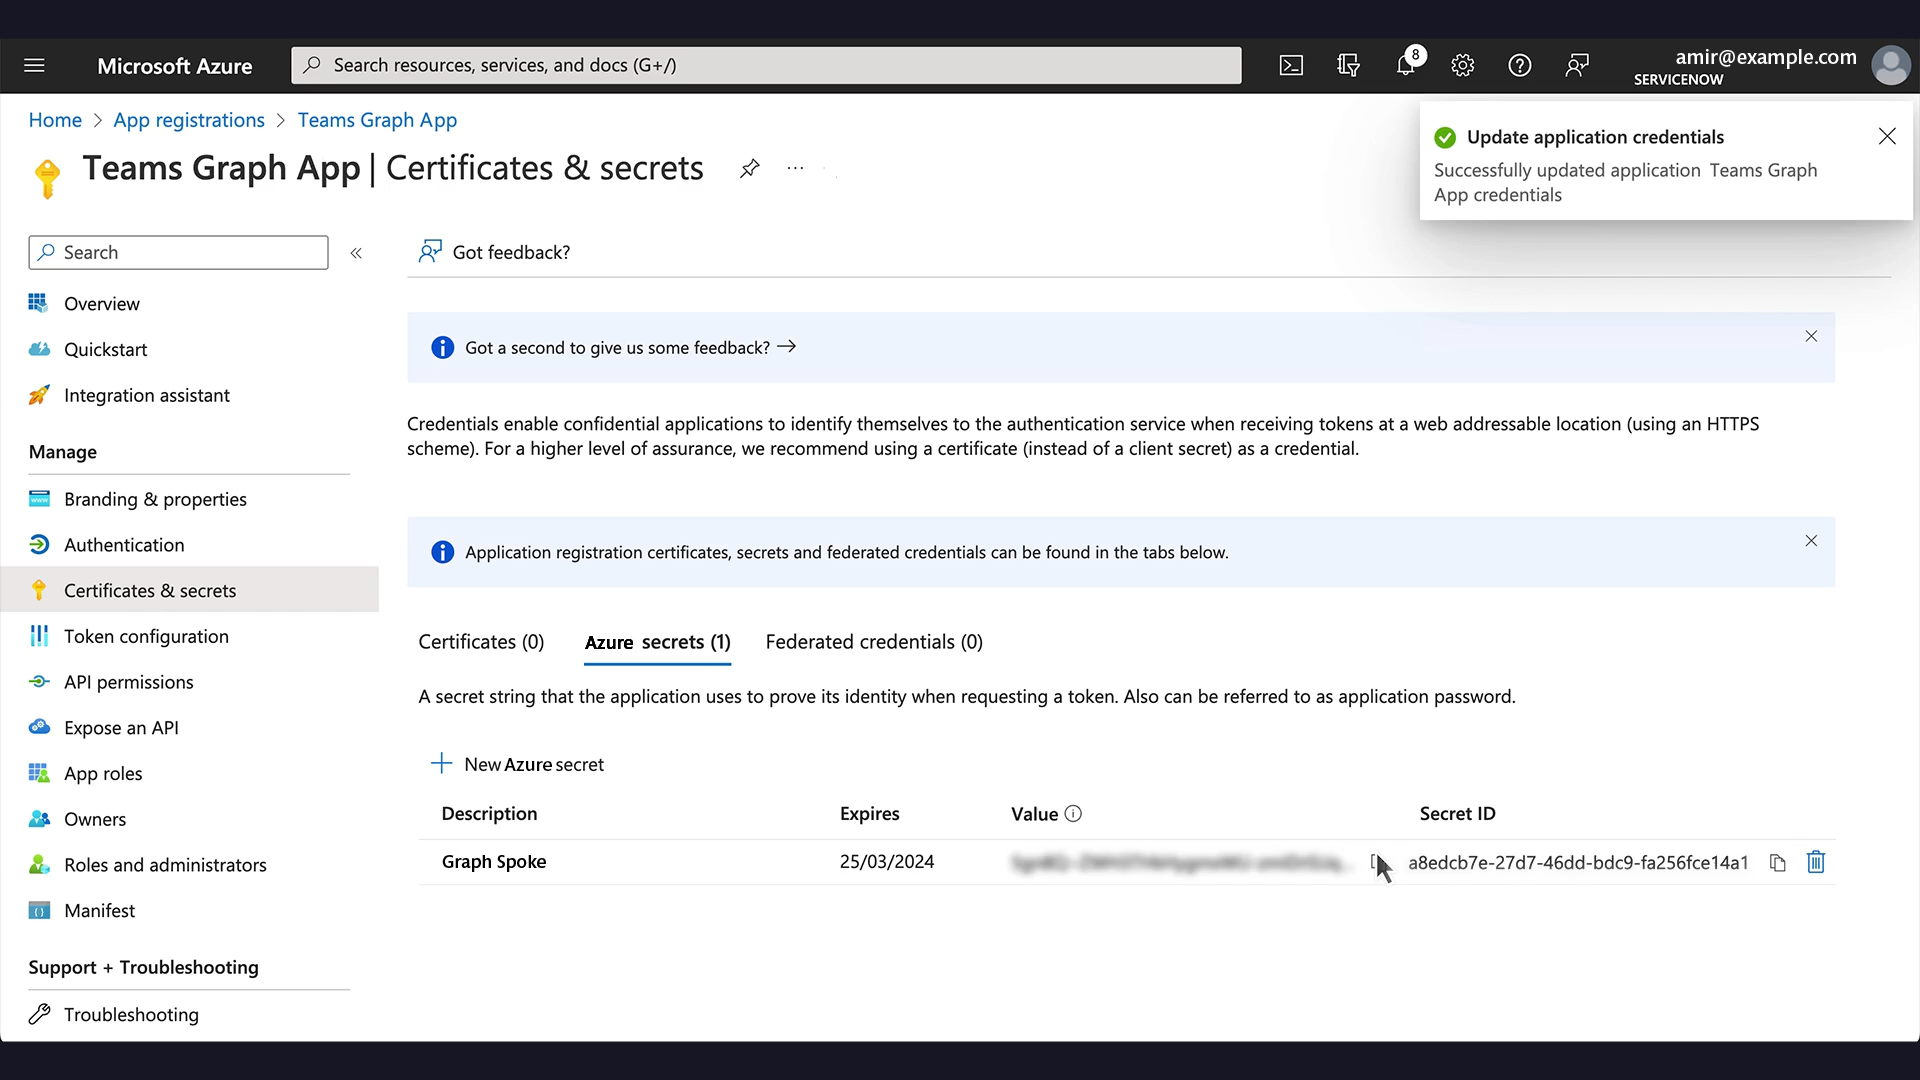 Microsoft Azure
Search resources, services, and docs (G+/)
8
amir@example.com
SERVICENOW
Home > App registrations > Teams Graph App
Teams Graph App | Certificates & secrets
Update application credentials
Successfully updated application Teams Graph
App credentials
Search
Overview
Quickstart
Integration assistant
Manage
Branding & properties
Authentication
Certificates & secrets
Token configuration
API permissions
Expose an API
App roles
Owners
Roles and administrators
Manifest
Support + Troubleshooting
Troubleshooting
Got feedback?
Got a second to give us some feedback?
Credentials enable confidential applications to identify themselves to the authentication service when receiving tokens at a web addressable location (using an HTTPS
scheme). For a higher level of assurance, we recommend using a certificate (instead of a client secret) as a credential.
Application registration certificates, secrets and federated credentials can be found in the tabs below.
Certificates (0) Azure secrets (1) Federated credentials (0)
A secret string that the application uses to prove its identity when requesting a token. Also can be referred to as application password.
New Azure secret
Description Expires Value Secret ID
Graph Spoke 25/03/2024 a8edcb7e-27d7-46dd-bdc9-fa256fce14a1